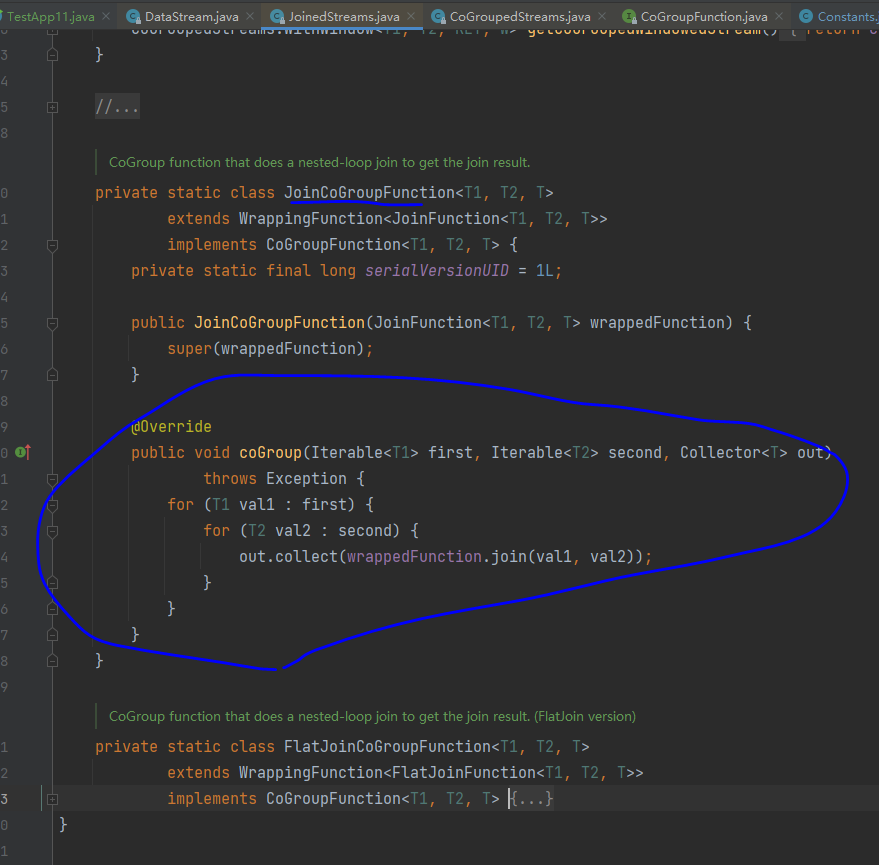 TestApp11.java DataStream.java JoinedStreams.java CoGroupedStreams.java CoGroupFunction.java Constants.
3 }
4
5 //...
8
CoGroup function that does a nested-loop join to get the join result.
0 private static class JoinCoGroupFunction<T1, T2, T>
1 extends WrappingFunction<JoinFunction<T1, T2, T>>
2 implements CoGroupFunction<T1, T2, T> {
3 private static final long serialVersionUID = 1L;
4
5 public JoinCoGroupFunction(JoinFunction<T1, T2, T> wrappedFunction) {
6 super(wrappedFunction);
7 }
8
9 @Override
0 public void coGroup(Iterable<T1> first, Iterable<T2> second, Collector<T> out)
1 throws Exception {
2 for (T1 val1 : first) {
3 for (T2 val2 : second) {
4 out.collect(wrappedFunction.join(val1, val2));
5 }
6 }
7 }
8 }
9
CoGroup function that does a nested-loop join to get the join result. (FlatJoin version)
1 private static class FlatJoinCoGroupFunction<T1, T2, T>
2 extends WrappingFunction<FlatJoinFunction<T1, T2, T>>
3 implements CoGroupFunction<T1, T2, T> {...}
0 }
1